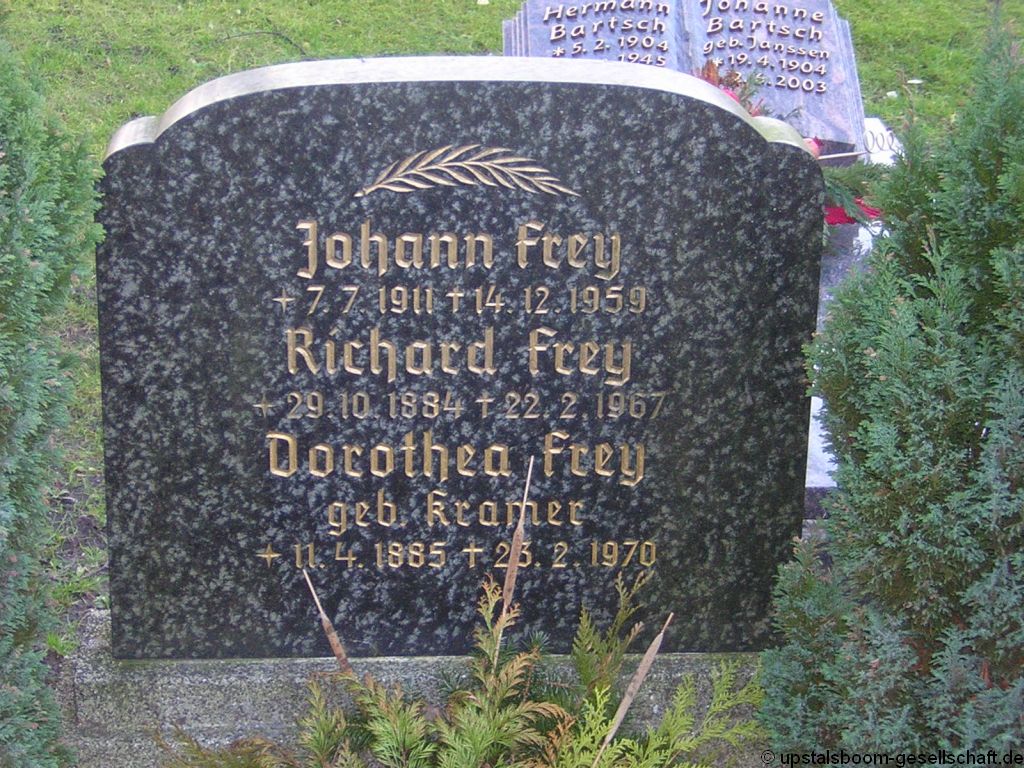 Hermann
Bartsch
* 5. 2. 1904
1945
Johanne
Bartsch
geb. Janssen
* 19. 4. 1904
2003
Johann Frey
+ 7. 7. 1911 † 14. 12. 1959
Richard Frey
+ 29. 10. 1884 † 22. 2. 1967
Dorothea Frey
geb. Kramer
+ 11. 4. 1885 † 23. 2. 1970
© upstalsboom-gesellschaft.de